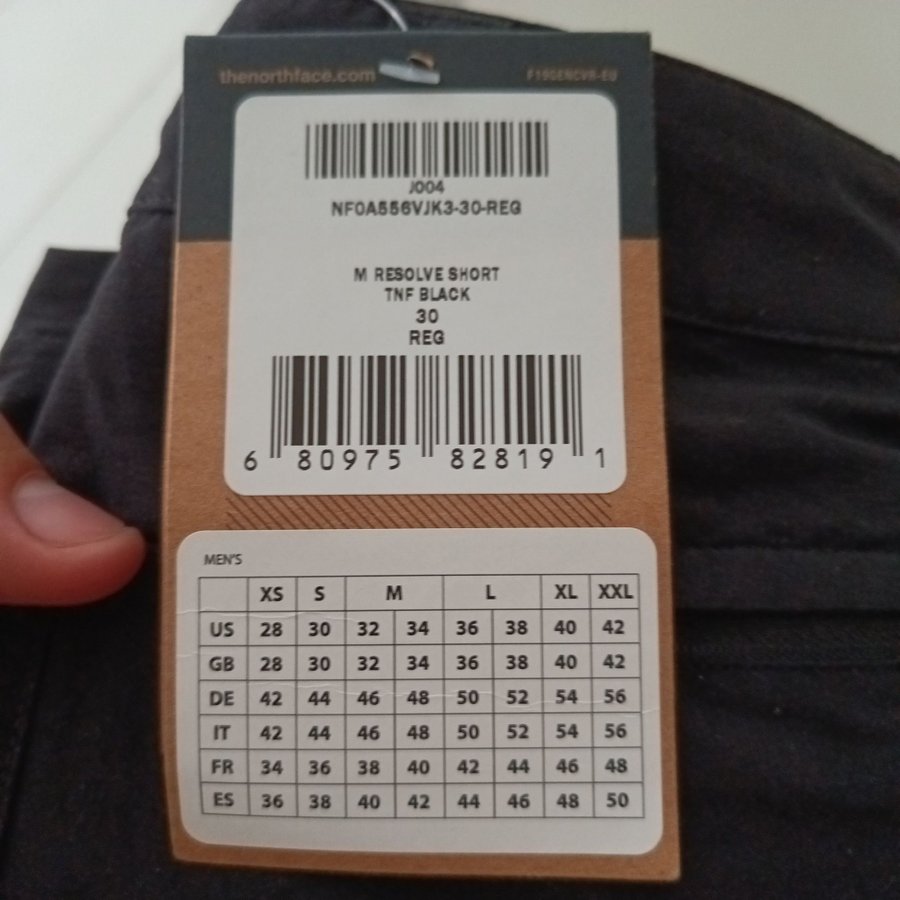 thenorthface.com
J004
NF0A556VJK3-30-REG
M RESOLVE SHORT
TNF BLACK
30
REG
6 80975 82819 1
MEN'S
XS S M L XL XXL
US 28 30 32 34 36 38 40 42
GB 28 30 32 34 36 38 40 42
DE 42 44 46 48 50 52 54 56
IT 42 44 46 48 50 52 54 56
FR 34 36 38 40 42 44 46 48
ES 36 38 40 42 44 46 48 50